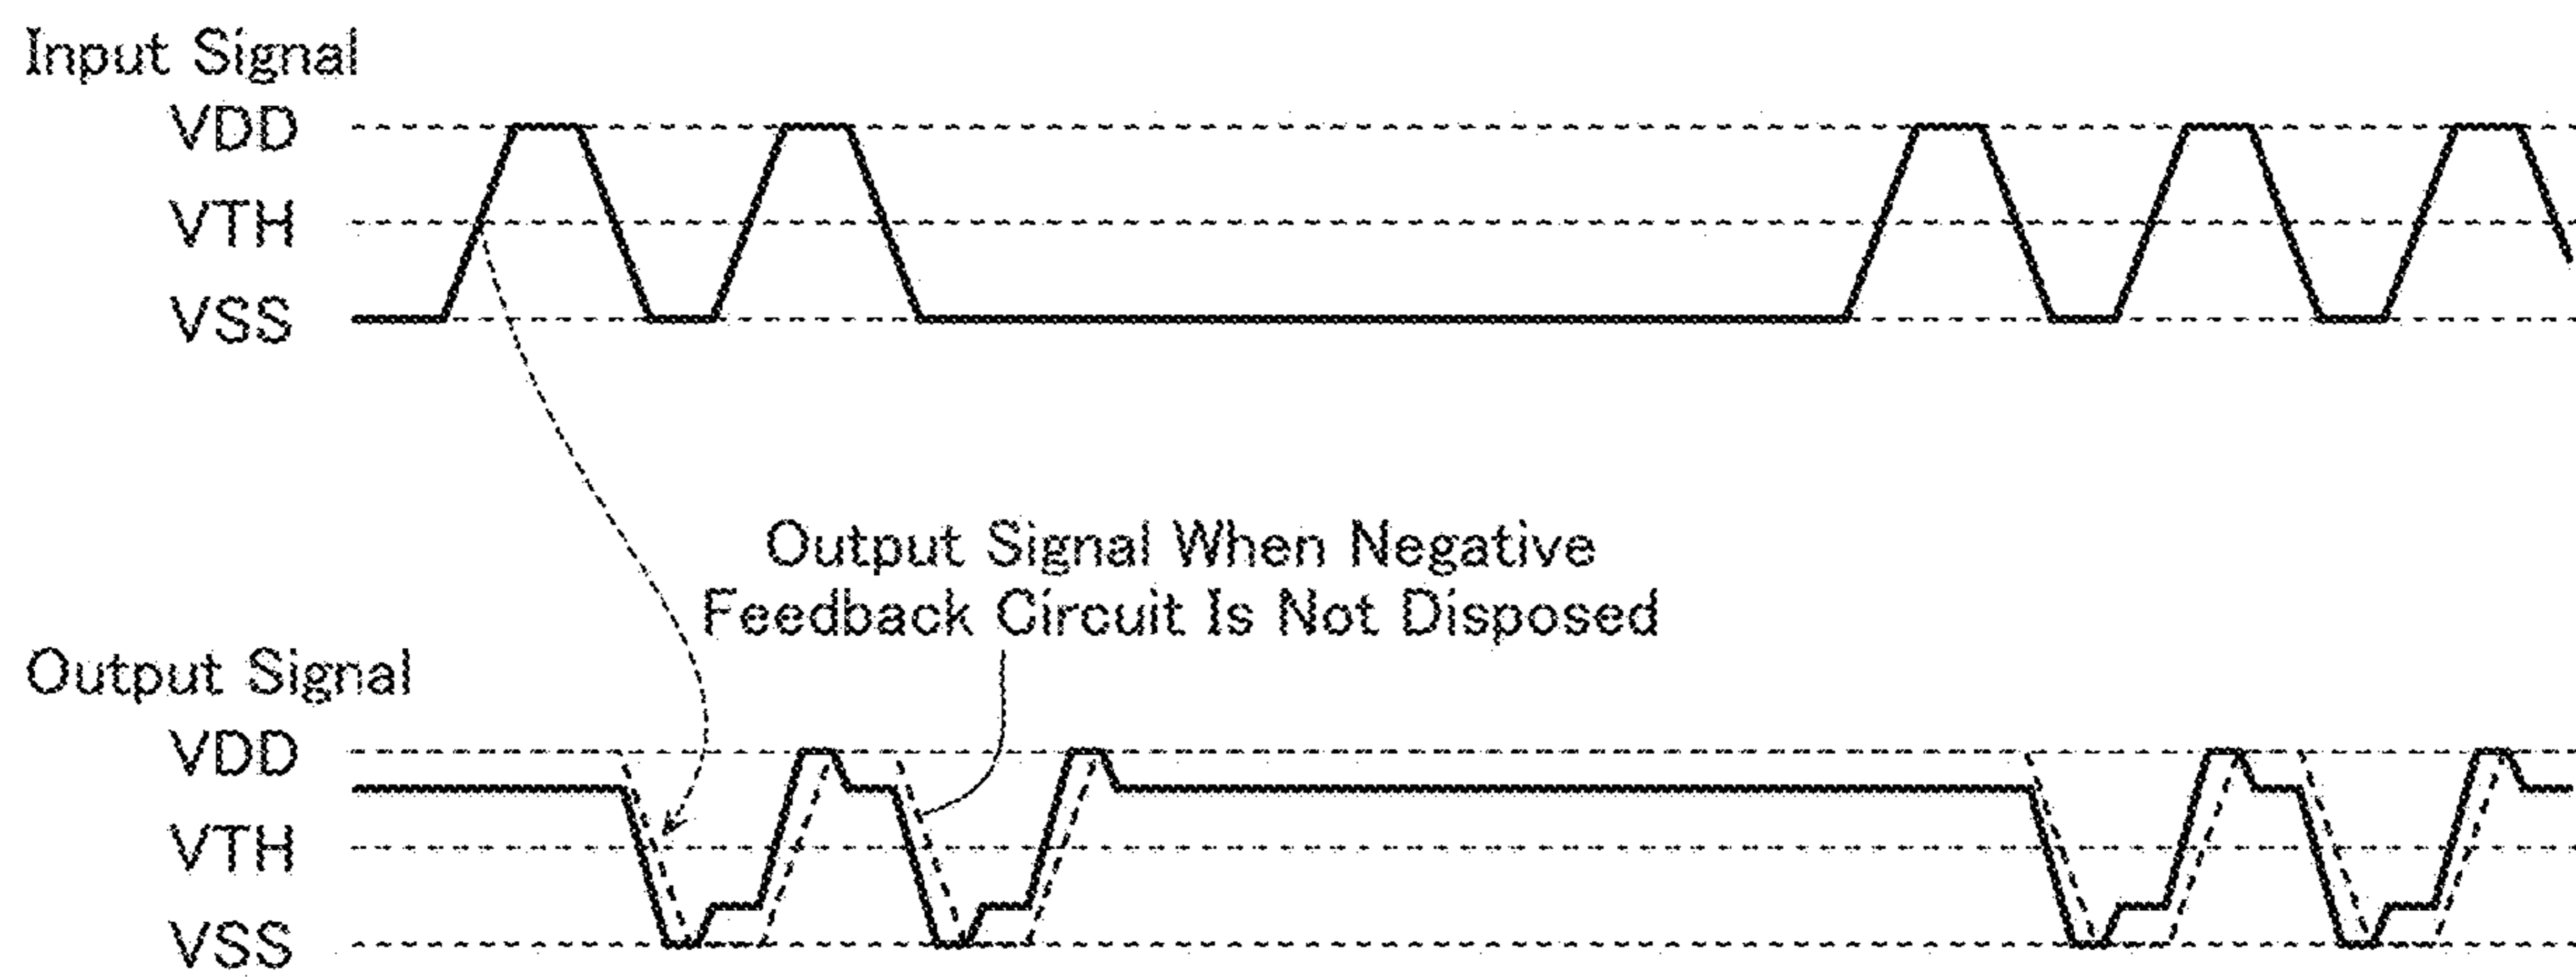 Input Signal
VDD
VTH
VSS
Output Signal When Negative
Feedback Circuit Is Not Disposed
Output Signal
VDD
VTH
VSS